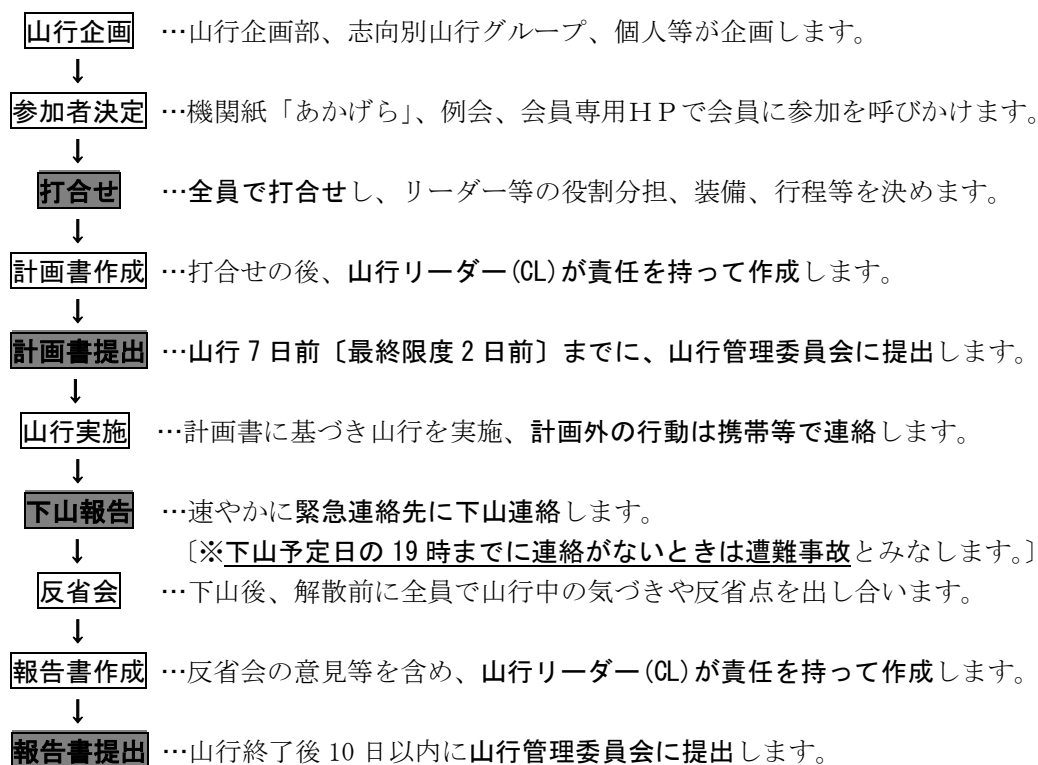 山行企画 …山行企画部、志向別山行グループ、個人等が企画します。
↓
参加者決定 …機関紙「あかげら」、例会、会員専用ＨＰで会員に参加を呼びかけます。
↓
打合せ …全員で打合せし、リーダー等の役割分担、装備、行程等を決めます。
↓
計画書作成 …打合せの後、山行リーダー(CL)が責任を持って作成します。
↓
計画書提出 …山行７日前〔最終限度２日前〕までに、山行管理委員会に提出します。
↓
山行実施 …計画書に基づき山行を実施、計画外の行動は携帯等で連絡します。
↓
下山報告 …速やかに緊急連絡先に下山連絡します。
↓ 〔※下山予定日の 19 時までに連絡がないときは遭難事故とみなします。〕
反省会 …下山後、解散前に全員で山行中の気づきや反省点を出し合います。
↓
報告書作成 …反省会の意見等を含め、山行リーダー(CL)が責任を持って作成します。
↓
報告書提出 …山行終了後 10 日以内に山行管理委員会に提出します。